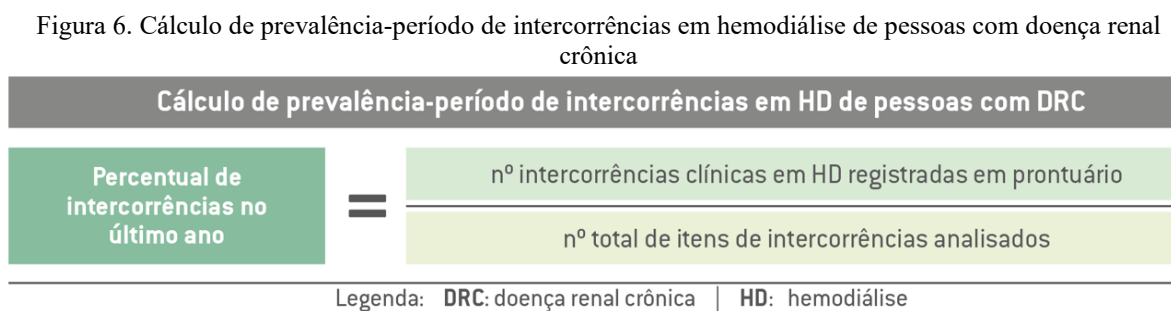 Figura 6. Cálculo de prevalência-período de intercorrências em hemodiálise de pessoas com doença renal
crônica
Cálculo de prevalência-período de intercorrências em HD de pessoas com DRC
Percentual de
intercorrências no
último ano
=
nº intercorrências clínicas em HD registradas em prontuário
nº total de itens de intercorrências analisados
Legenda: DRC: doença renal crônica | HD: hemodiálise